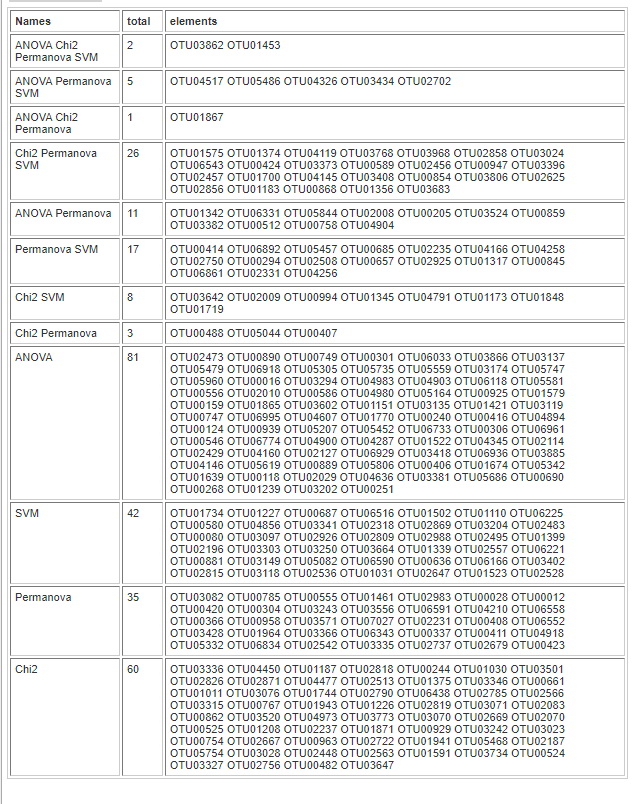 Names total elements
ANOVA Chi2 2 OTU03862 OTU01453
Permanova SVM
ANOVA Permanova 5 OTU04517 OTU05486 OTU04326 OTU03434 OTU02702
SVM
ANOVA Chi2 1 OTU01867
Permanova
Chi2 Permanova 26 OTU01575 OTU01374 OTU04119 OTU03768 OTU03968 OTU02858 OTU03024
SVM OTU06543 OTU00424 OTU03373 OTU00589 OTU02456 OTU00947 OTU03396
OTU02457 OTU01700 OTU04145 OTU03408 OTU00854 OTU03806 OTU02625
OTU02856 OTU01183 OTU00868 OTU01356 OTU03683
ANOVA Permanova 11 OTU01342 OTU06331 OTU05844 OTU02008 OTU00205 OTU03524 OTU00859
OTU03382 OTU00512 OTU00758 OTU04904
Permanova SVM 17 OTU00414 OTU06892 OTU05457 OTU00685 OTU02235 OTU04166 OTU04258
OTU02750 OTU00294 OTU02508 OTU00657 OTU02925 OTU01317 OTU00845
OTU06861 OTU02331 OTU04256
Chi2 SVM 8 OTU03642 OTU02009 OTU00994 OTU01345 OTU04791 OTU01173 OTU01848
OTU01719
Chi2 Permanova 3 OTU00488 OTU05044 OTU00407
ANOVA 81 OTU02473 OTU00890 OTU00749 OTU00301 OTU06033 OTU03866 OTU03137
OTU05479 OTU06918 OTU05305 OTU05735 OTU05559 OTU03174 OTU05747
OTU05960 OTU00016 OTU03294 OTU04983 OTU04903 OTU06118 OTU05581
OTU00556 OTU02010 OTU00586 OTU04980 OTU05164 OTU00925 OTU01579
OTU00159 OTU01865 OTU03602 OTU01151 OTU03135 OTU01421 OTU03119
OTU00747 OTU06995 OTU04607 OTU01770 OTU00240 OTU00416 OTU04894
OTU00124 OTU00939 OTU05207 OTU05452 OTU06733 OTU00306 OTU06961
OTU00546 OTU06774 OTU04900 OTU04287 OTU01522 OTU04345 OTU02114
OTU02429 OTU04160 OTU02127 OTU06929 OTU03418 OTU06936 OTU03885
OTU04146 OTU05619 OTU00889 OTU05806 OTU00406 OTU01674 OTU05342
OTU01639 OTU00118 OTU02029 OTU04636 OTU03381 OTU05686 OTU00690
OTU00268 OTU01239 OTU03202 OTU00251
SVM 42 OTU01734 OTU01227 OTU00687 OTU06516 OTU01502 OTU01110 OTU06225
OTU00580 OTU04856 OTU03341 OTU02318 OTU02869 OTU03204 OTU02483
OTU00080 OTU03097 OTU02926 OTU02809 OTU02988 OTU02495 OTU01399
OTU02196 OTU03303 OTU03250 OTU03664 OTU01339 OTU02557 OTU06221
OTU00881 OTU03149 OTU05082 OTU06590 OTU00636 OTU06166 OTU03402
OTU02815 OTU03118 OTU02536 OTU01031 OTU02647 OTU01523 OTU02528
Permanova 35 OTU03082 OTU00785 OTU00555 OTU01461 OTU02983 OTU00028 OTU00012
OTU00420 OTU00304 OTU03243 OTU03556 OTU06591 OTU04210 OTU06558
OTU00366 OTU00958 OTU03571 OTU07027 OTU02231 OTU00408 OTU06552
OTU03428 OTU01964 OTU03366 OTU06343 OTU00337 OTU00411 OTU04918
OTU05332 OTU06834 OTU02542 OTU03335 OTU02737 OTU02679 OTU00423
Chi2 60 OTU03336 OTU04450 OTU01187 OTU02818 OTU00244 OTU01030 OTU03501
OTU02826 OTU02871 OTU04477 OTU02513 OTU01375 OTU03346 OTU00661
OTU01011 OTU03076 OTU01744 OTU02790 OTU06438 OTU02785 OTU02566
OTU03315 OTU00767 OTU01943 OTU01226 OTU02819 OTU03071 OTU02083
OTU00862 OTU03520 OTU04973 OTU03773 OTU03070 OTU02669 OTU02070
OTU00525 OTU01208 OTU02237 OTU01871 OTU00929 OTU03242 OTU03023
OTU00754 OTU02667 OTU00963 OTU02722 OTU01941 OTU05468 OTU02187
OTU05754 OTU03028 OTU02448 OTU02563 OTU01591 OTU03734 OTU00524
OTU03327 OTU02756 OTU00482 OTU03647